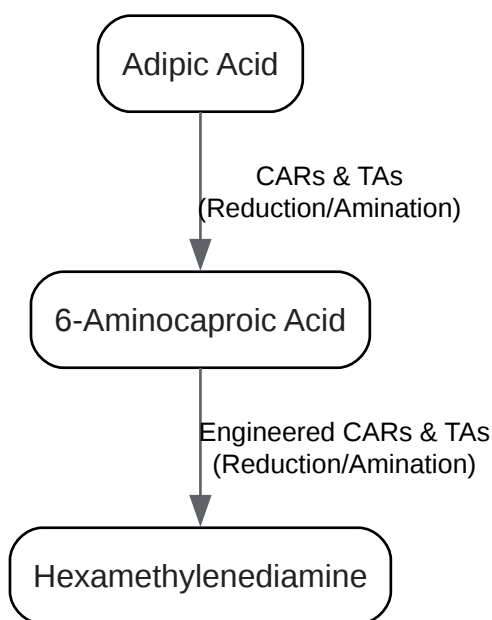 Adipic Acid
CARs & TAs
(Reduction/Amination)
6-Aminocaproic Acid
Engineered CARs & TAs
(Reduction/Amination)
Hexamethylenediamine